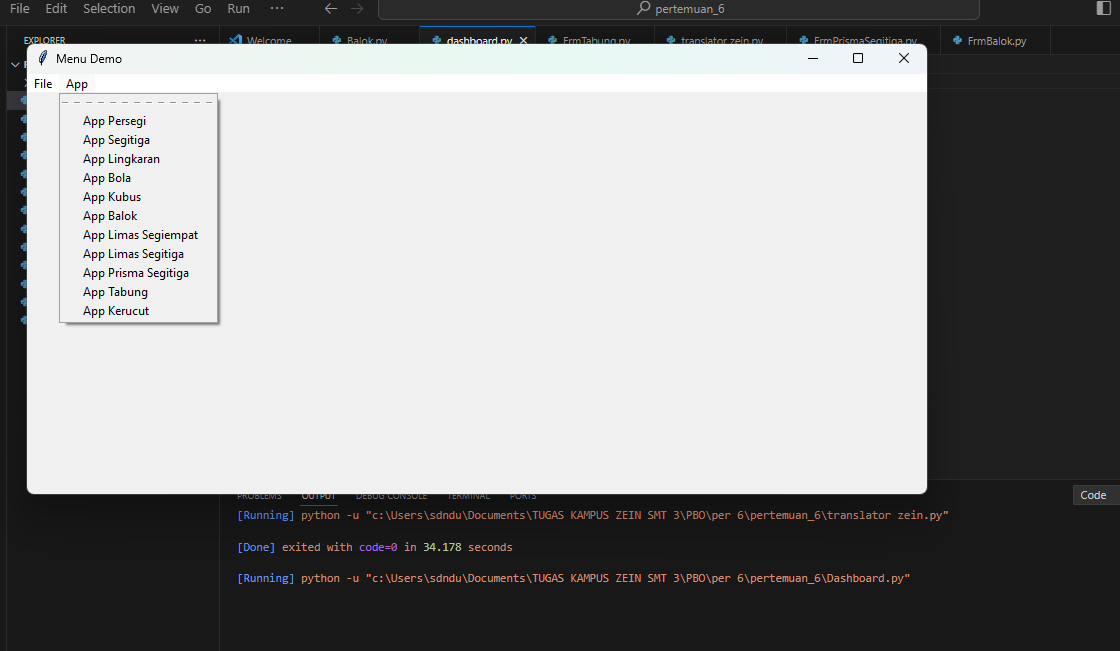 File Edit Selection View Go Run ··· pertemuan_6
EXPLORER ··· Welcome Balok.py dashboard.py FrmTabung.py translator zein.py FrmPrismaSegitiga.py FrmBalok.py
Menu Demo
File App
App Persegi
App Segitiga
App Lingkaran
App Bola
App Kubus
App Balok
App Limas Segiempat
App Limas Segitiga
App Prisma Segitiga
App Tabung
App Kerucut
PROBLEMS OUTPUT DEBUG CONSOLE TERMINAL PORTS
Code
[Running] python -u "c:\Users\sdndu\Documents\TUGAS KAMPUS ZEIN SMT 3\PBO\per 6\pertemuan_6\translator zein.py"
[Done] exited with code=0 in 34.178 seconds
[Running] python -u "c:\Users\sdndu\Documents\TUGAS KAMPUS ZEIN SMT 3\PBO\per 6\pertemuan_6\Dashboard.py"